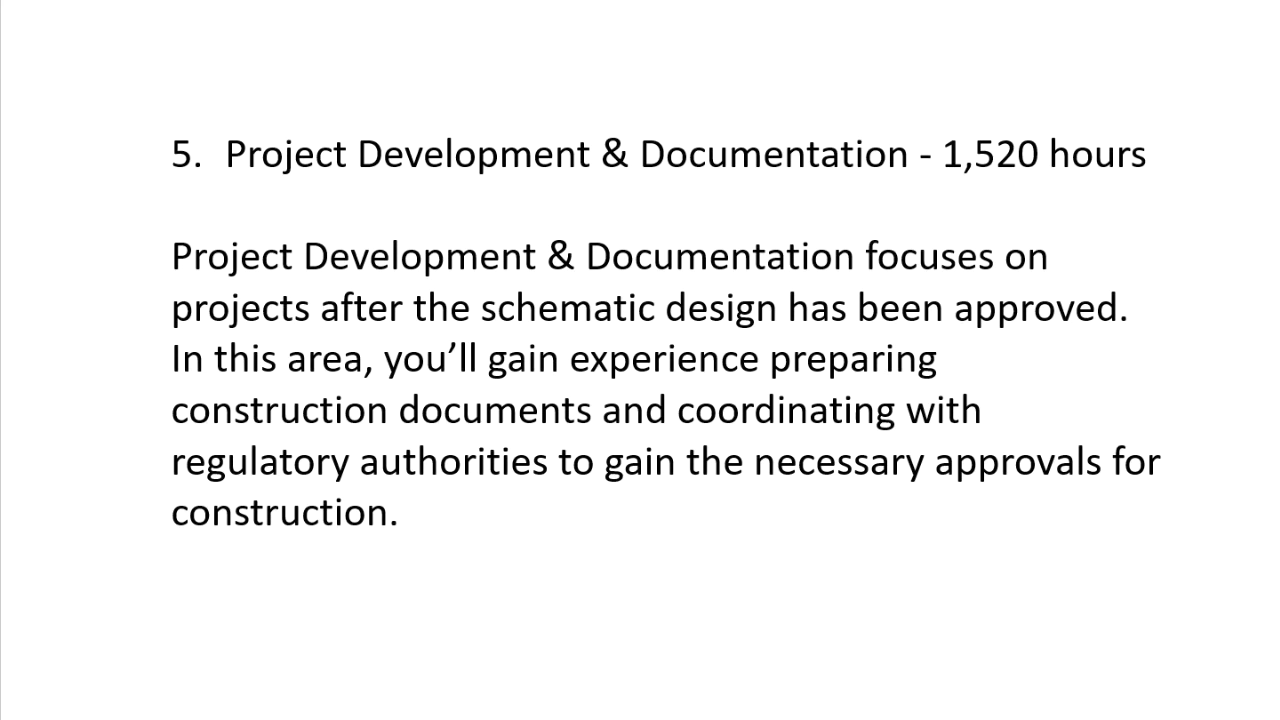 5. Project Development & Documentation - 1,520 hours
Project Development & Documentation focuses on
projects after the schematic design has been approved.
In this area, you’ll gain experience preparing
construction documents and coordinating with
regulatory authorities to gain the necessary approvals for
construction.